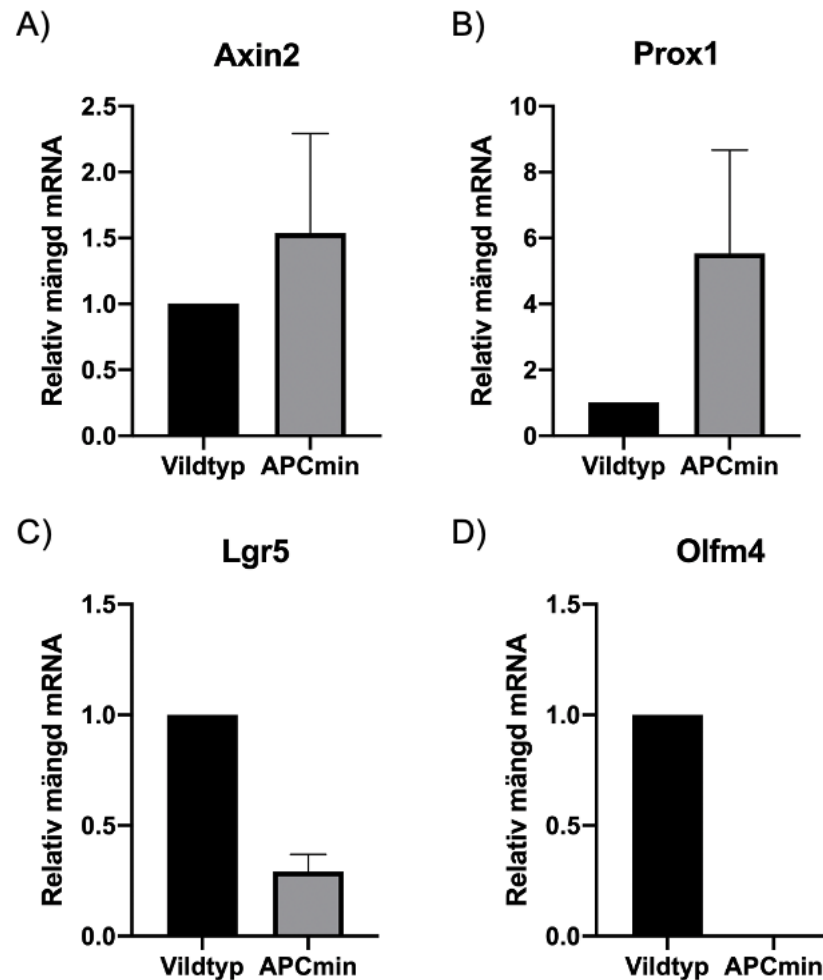 A)
Axin2
Relativ mängd mRNA
2.5
2.0
1.5
1.0
0.5
0.0
Vildtyp APCmin
B)
Prox1
Relativ mängd mRNA
10
8
6
4
2
0
Vildtyp APCmin
C)
Lgr5
Relativ mängd mRNA
1.5
1.0
0.5
0.0
Vildtyp APCmin
D)
Olfm4
Relativ mängd mRNA
1.5
1.0
0.5
0.0
Vildtyp APCmin